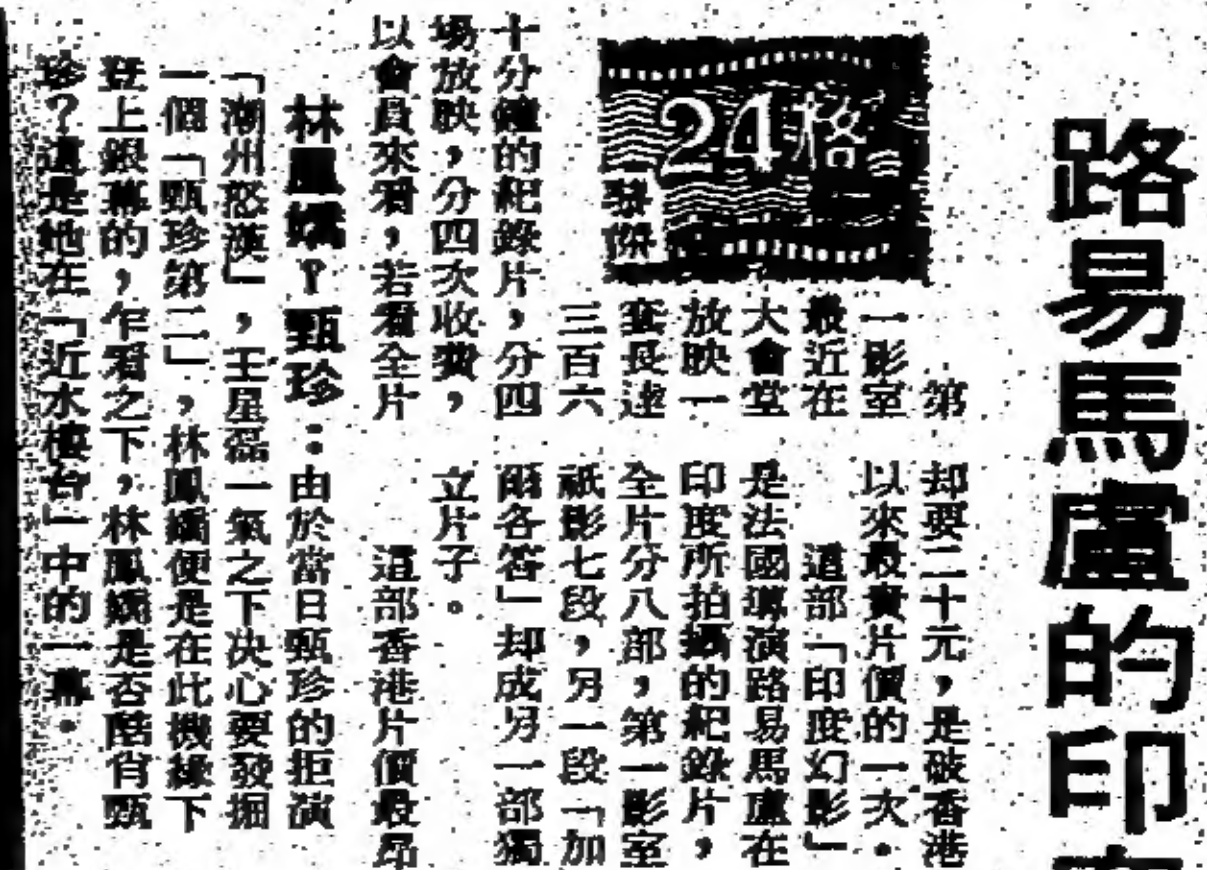 路易馬盧的印
24格
第
一影室
最近在
大會堂
放映一
套長達
三百六
十分鐘的紀錄片，分四
場放映，分四次收費，
以會員來看，若看全片
却要二十元，是破香港
以來最貴片價的一次。
這部「印度幻影」
是法國導演路易馬盧在
印度所拍攝的紀錄片，
全片分八部，第一影室
祇影七段，另一段「加
爾各答」却成另一部獨
立片子。
這部香港片價最昂
林鳳嬌？甄珍：由於當日甄珍的拒演
「潮州怒漢」，王星磊一氣之下决心要發掘
一個「甄珍第二」，林鳳嬌便是在此機緣下
登上銀幕的，乍看之下，林鳳嬌是否酷肖甄
珍？這是她在「近水樓台」中的一幕。